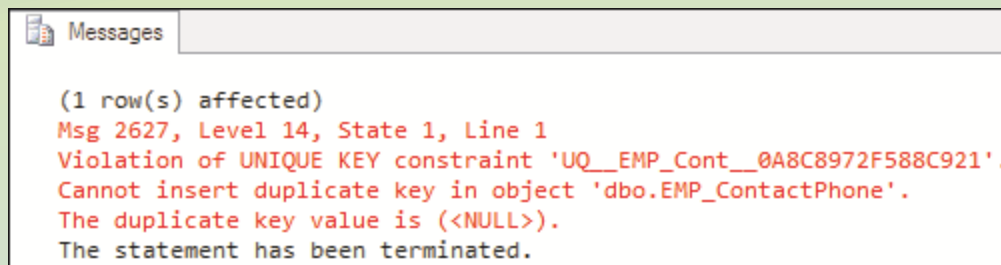 Messages
(1 row(s) affected)
Msg 2627, Level 14, State 1, Line 1
Violation of UNIQUE KEY constraint 'UQ__EMP_Cont__0A8C8972F588C921'.
Cannot insert duplicate key in object 'dbo.EMP_ContactPhone'.
The duplicate key value is (<NULL>).
The statement has been terminated.